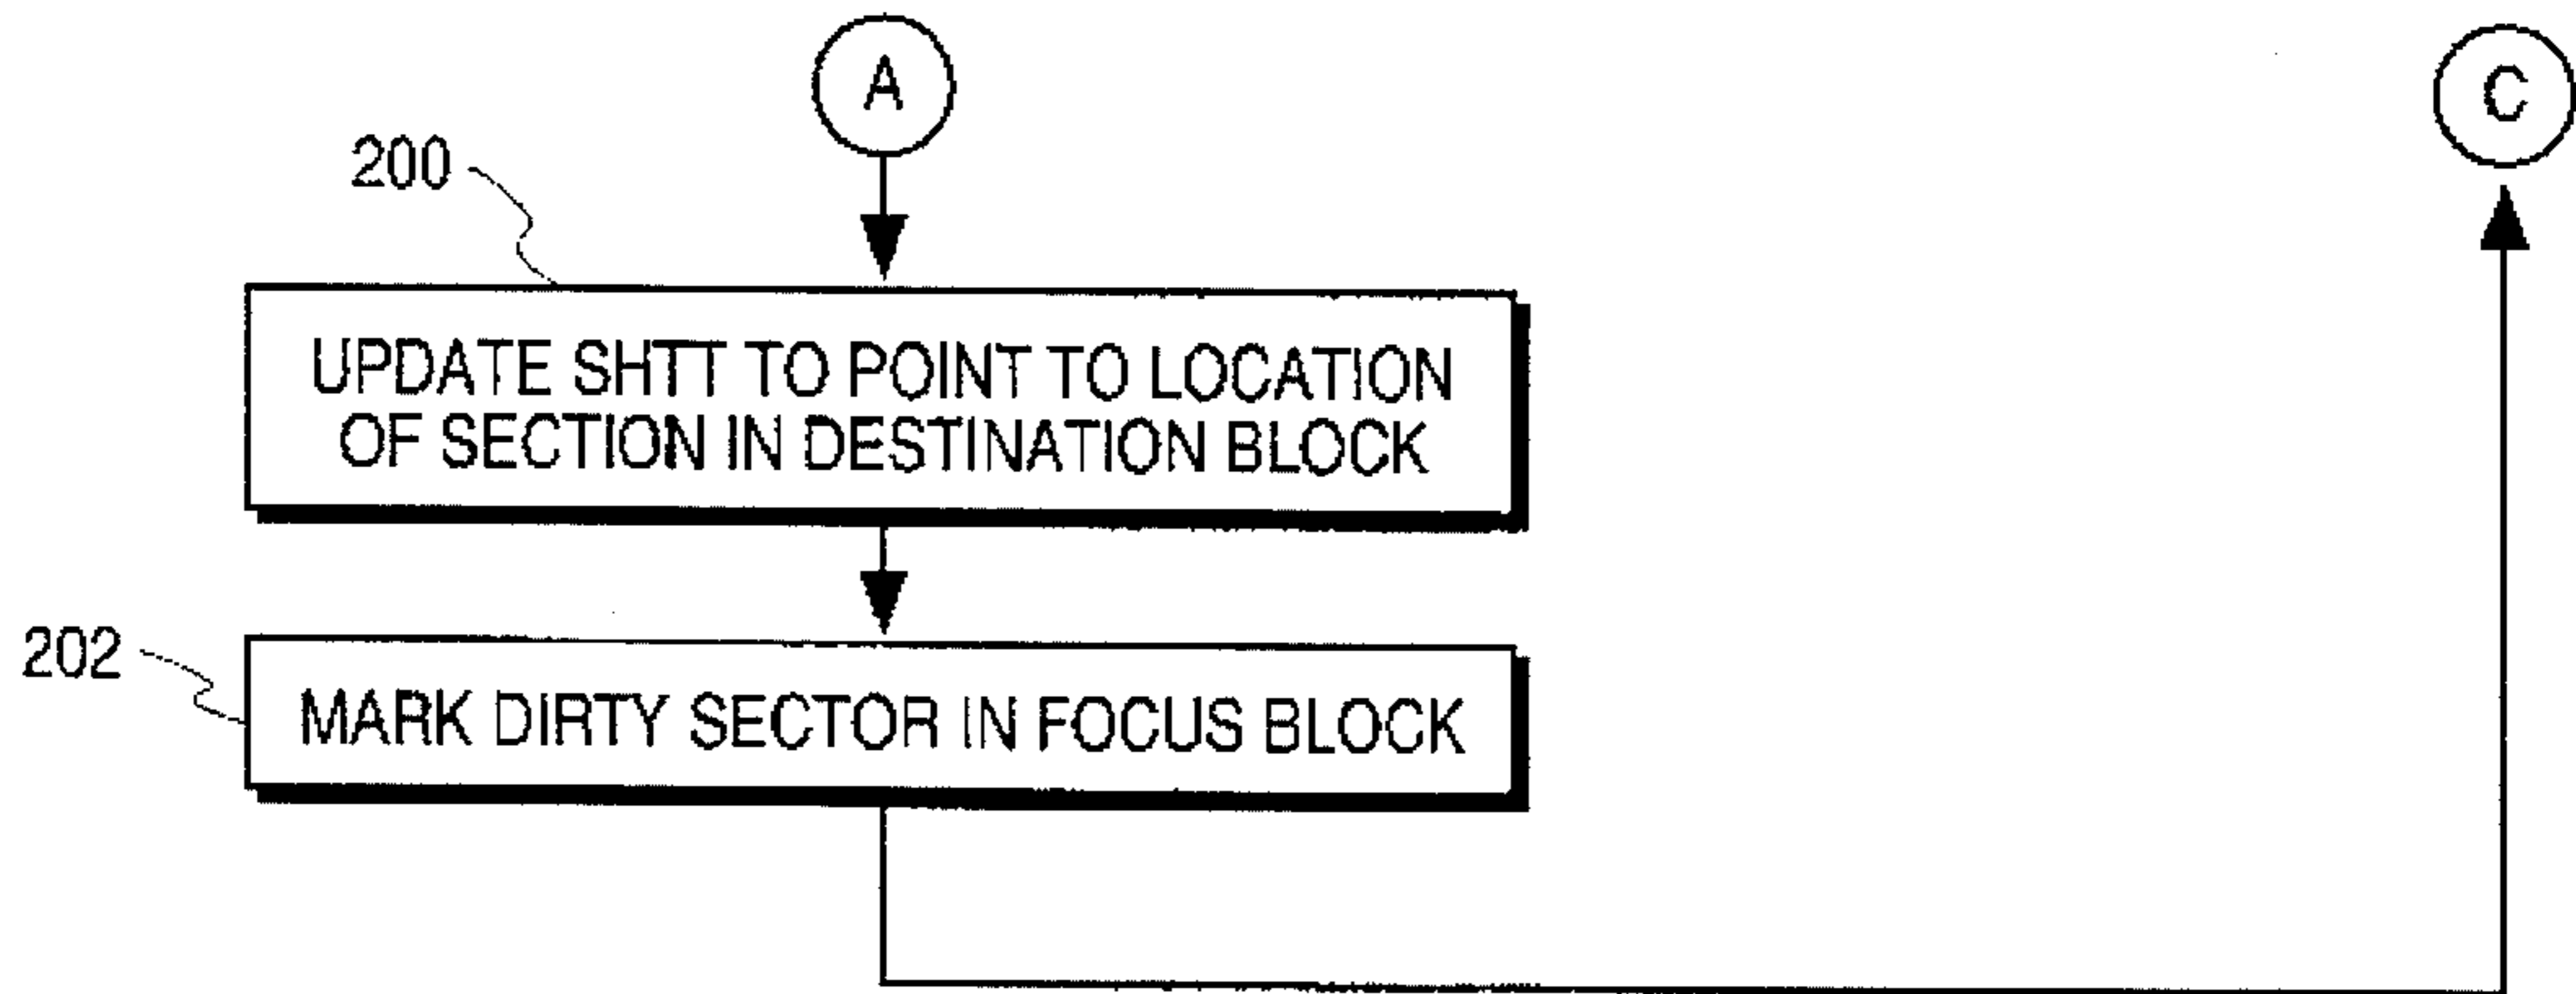 A
C
200
UPDATE SHTT TO POINT TO LOCATION
OF SECTION IN DESTINATION BLOCK
202
MARK DIRTY SECTOR IN FOCUS BLOCK